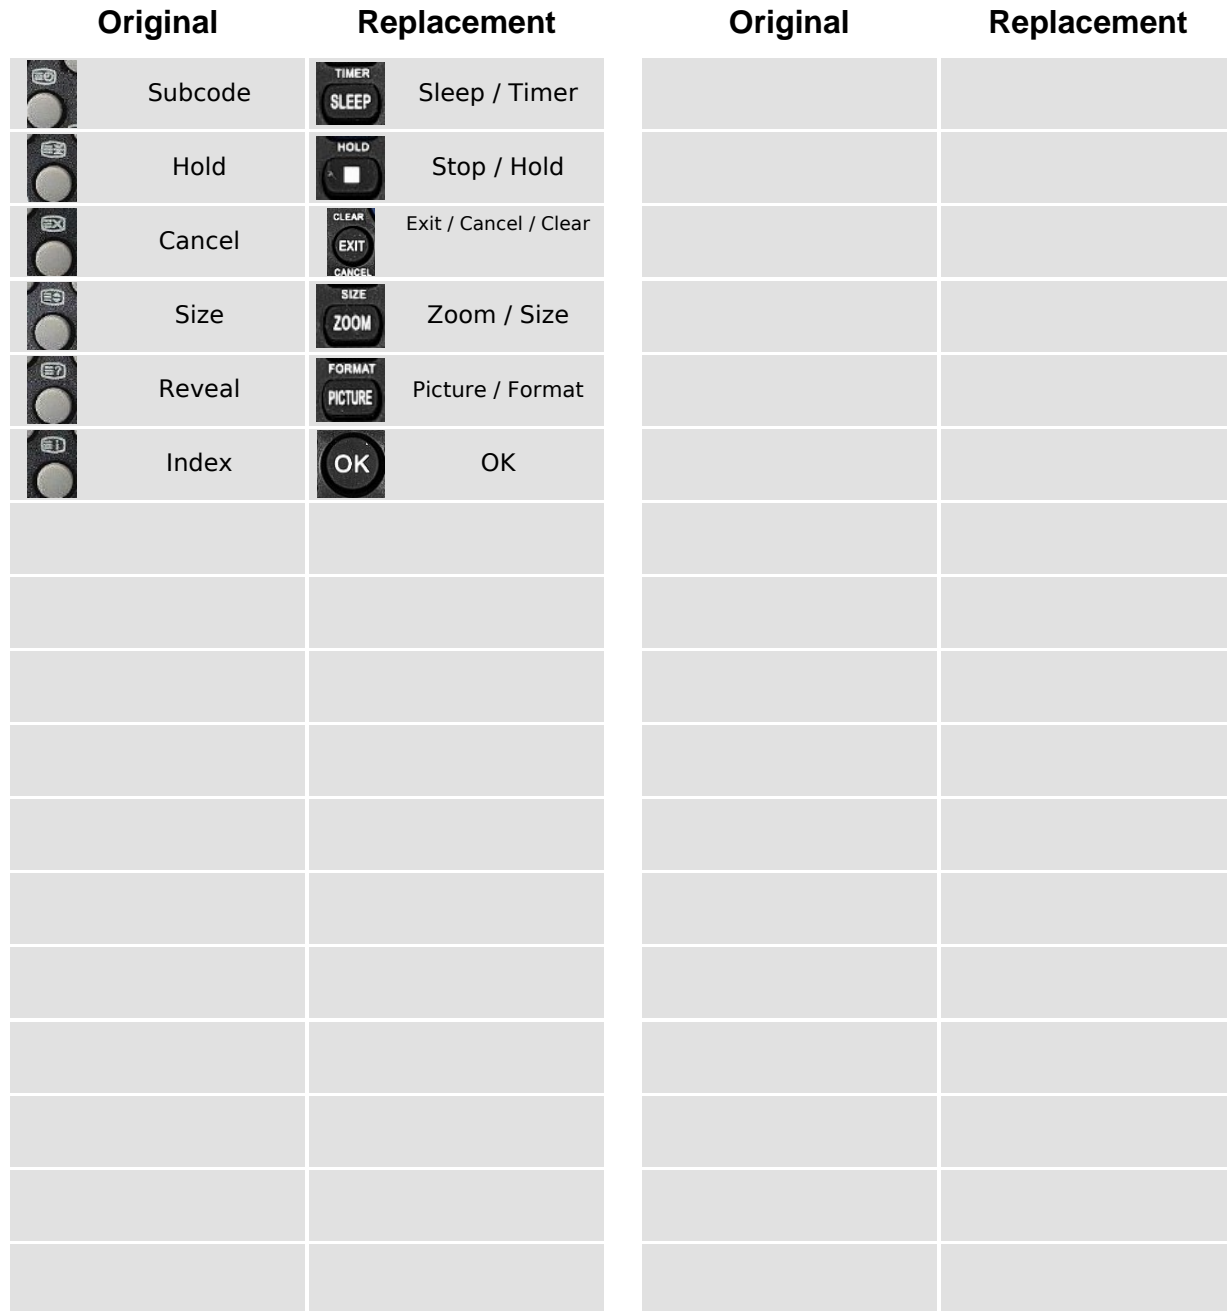 Original Replacement Original Replacement
Subcode TIMER SLEEP Sleep / Timer
Hold HOLD Stop / Hold
Cancel CLEAR EXIT CANCEL Exit / Cancel / Clear
Size SIZE ZOOM Zoom / Size
Reveal FORMAT PICTURE Picture / Format
Index OK OK